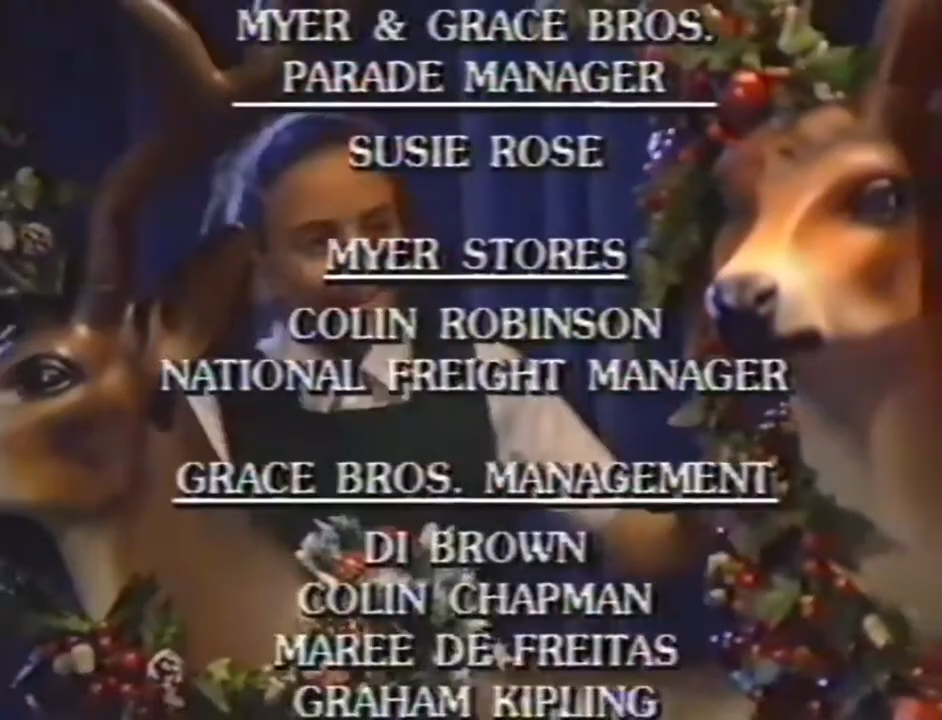 MYER & GRACE BROS.
PARADE MANAGER
SUSIE ROSE
MYER STORES
COLIN ROBINSON
NATIONAL FREIGHT MANAGER
GRACE BROS. MANAGEMENT
DI BROWN
COLIN CHAPMAN
MAREE DE FREITAS
GRAHAM KIPLING